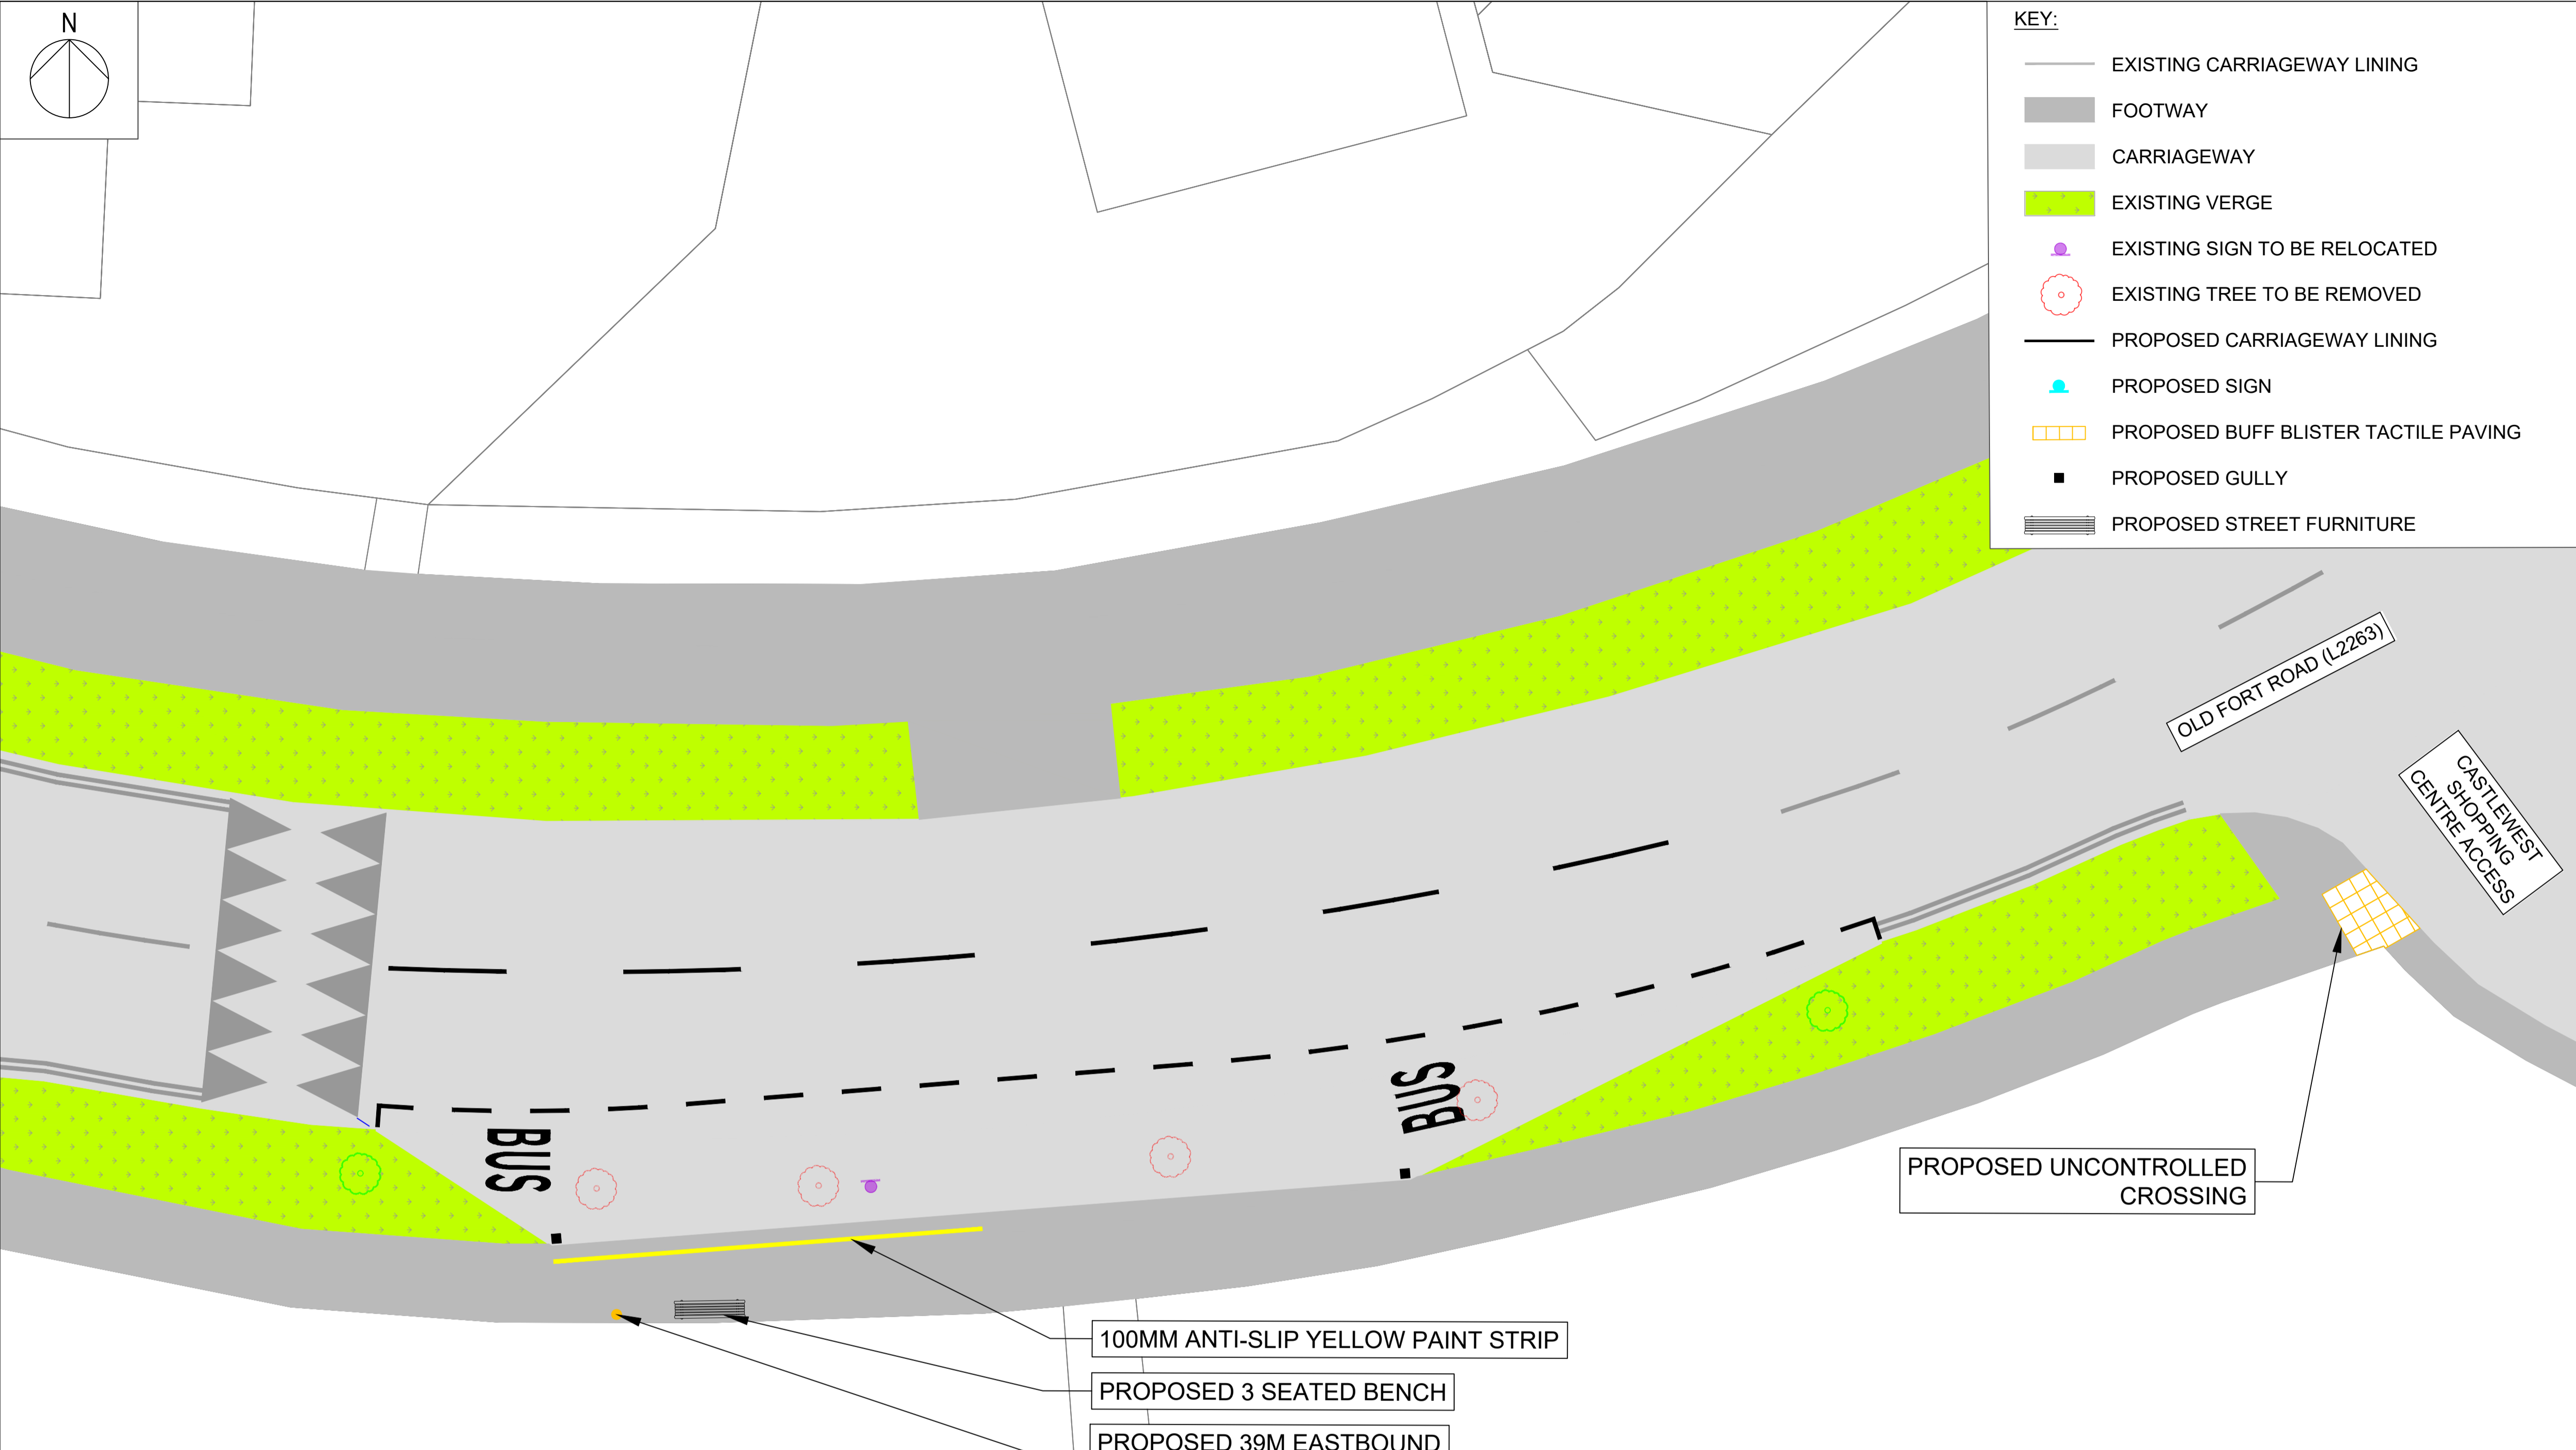 N
KEY:
EXISTING CARRIAGEWAY LINING
FOOTWAY
CARRIAGEWAY
EXISTING VERGE
EXISTING SIGN TO BE RELOCATED
EXISTING TREE TO BE REMOVED
PROPOSED CARRIAGEWAY LINING
PROPOSED SIGN
PROPOSED BUFF BLISTER TACTILE PAVING
PROPOSED GULLY
PROPOSED STREET FURNITURE
OLD FORT ROAD (L2263)
CASTLEWEST
SHOPPING
CENTRE ACCESS
BUS
BUS
PROPOSED UNCONTROLLED
CROSSING
100MM ANTI-SLIP YELLOW PAINT STRIP
PROPOSED 3 SEATED BENCH
PROPOSED 39M EASTBOUND